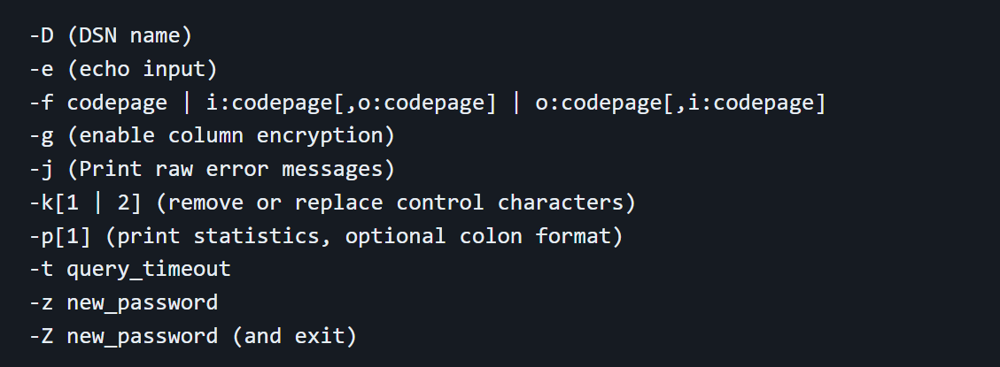 -D (DSN name)
-e (echo input)
-f codepage | i:codepage[,o:codepage] | o:codepage[,i:codepage]
-g (enable column encryption)
-j (Print raw error messages)
-k[1 | 2] (remove or replace control characters)
-p[1] (print statistics, optional colon format)
-t query_timeout
-z new_password
-Z new_password (and exit)